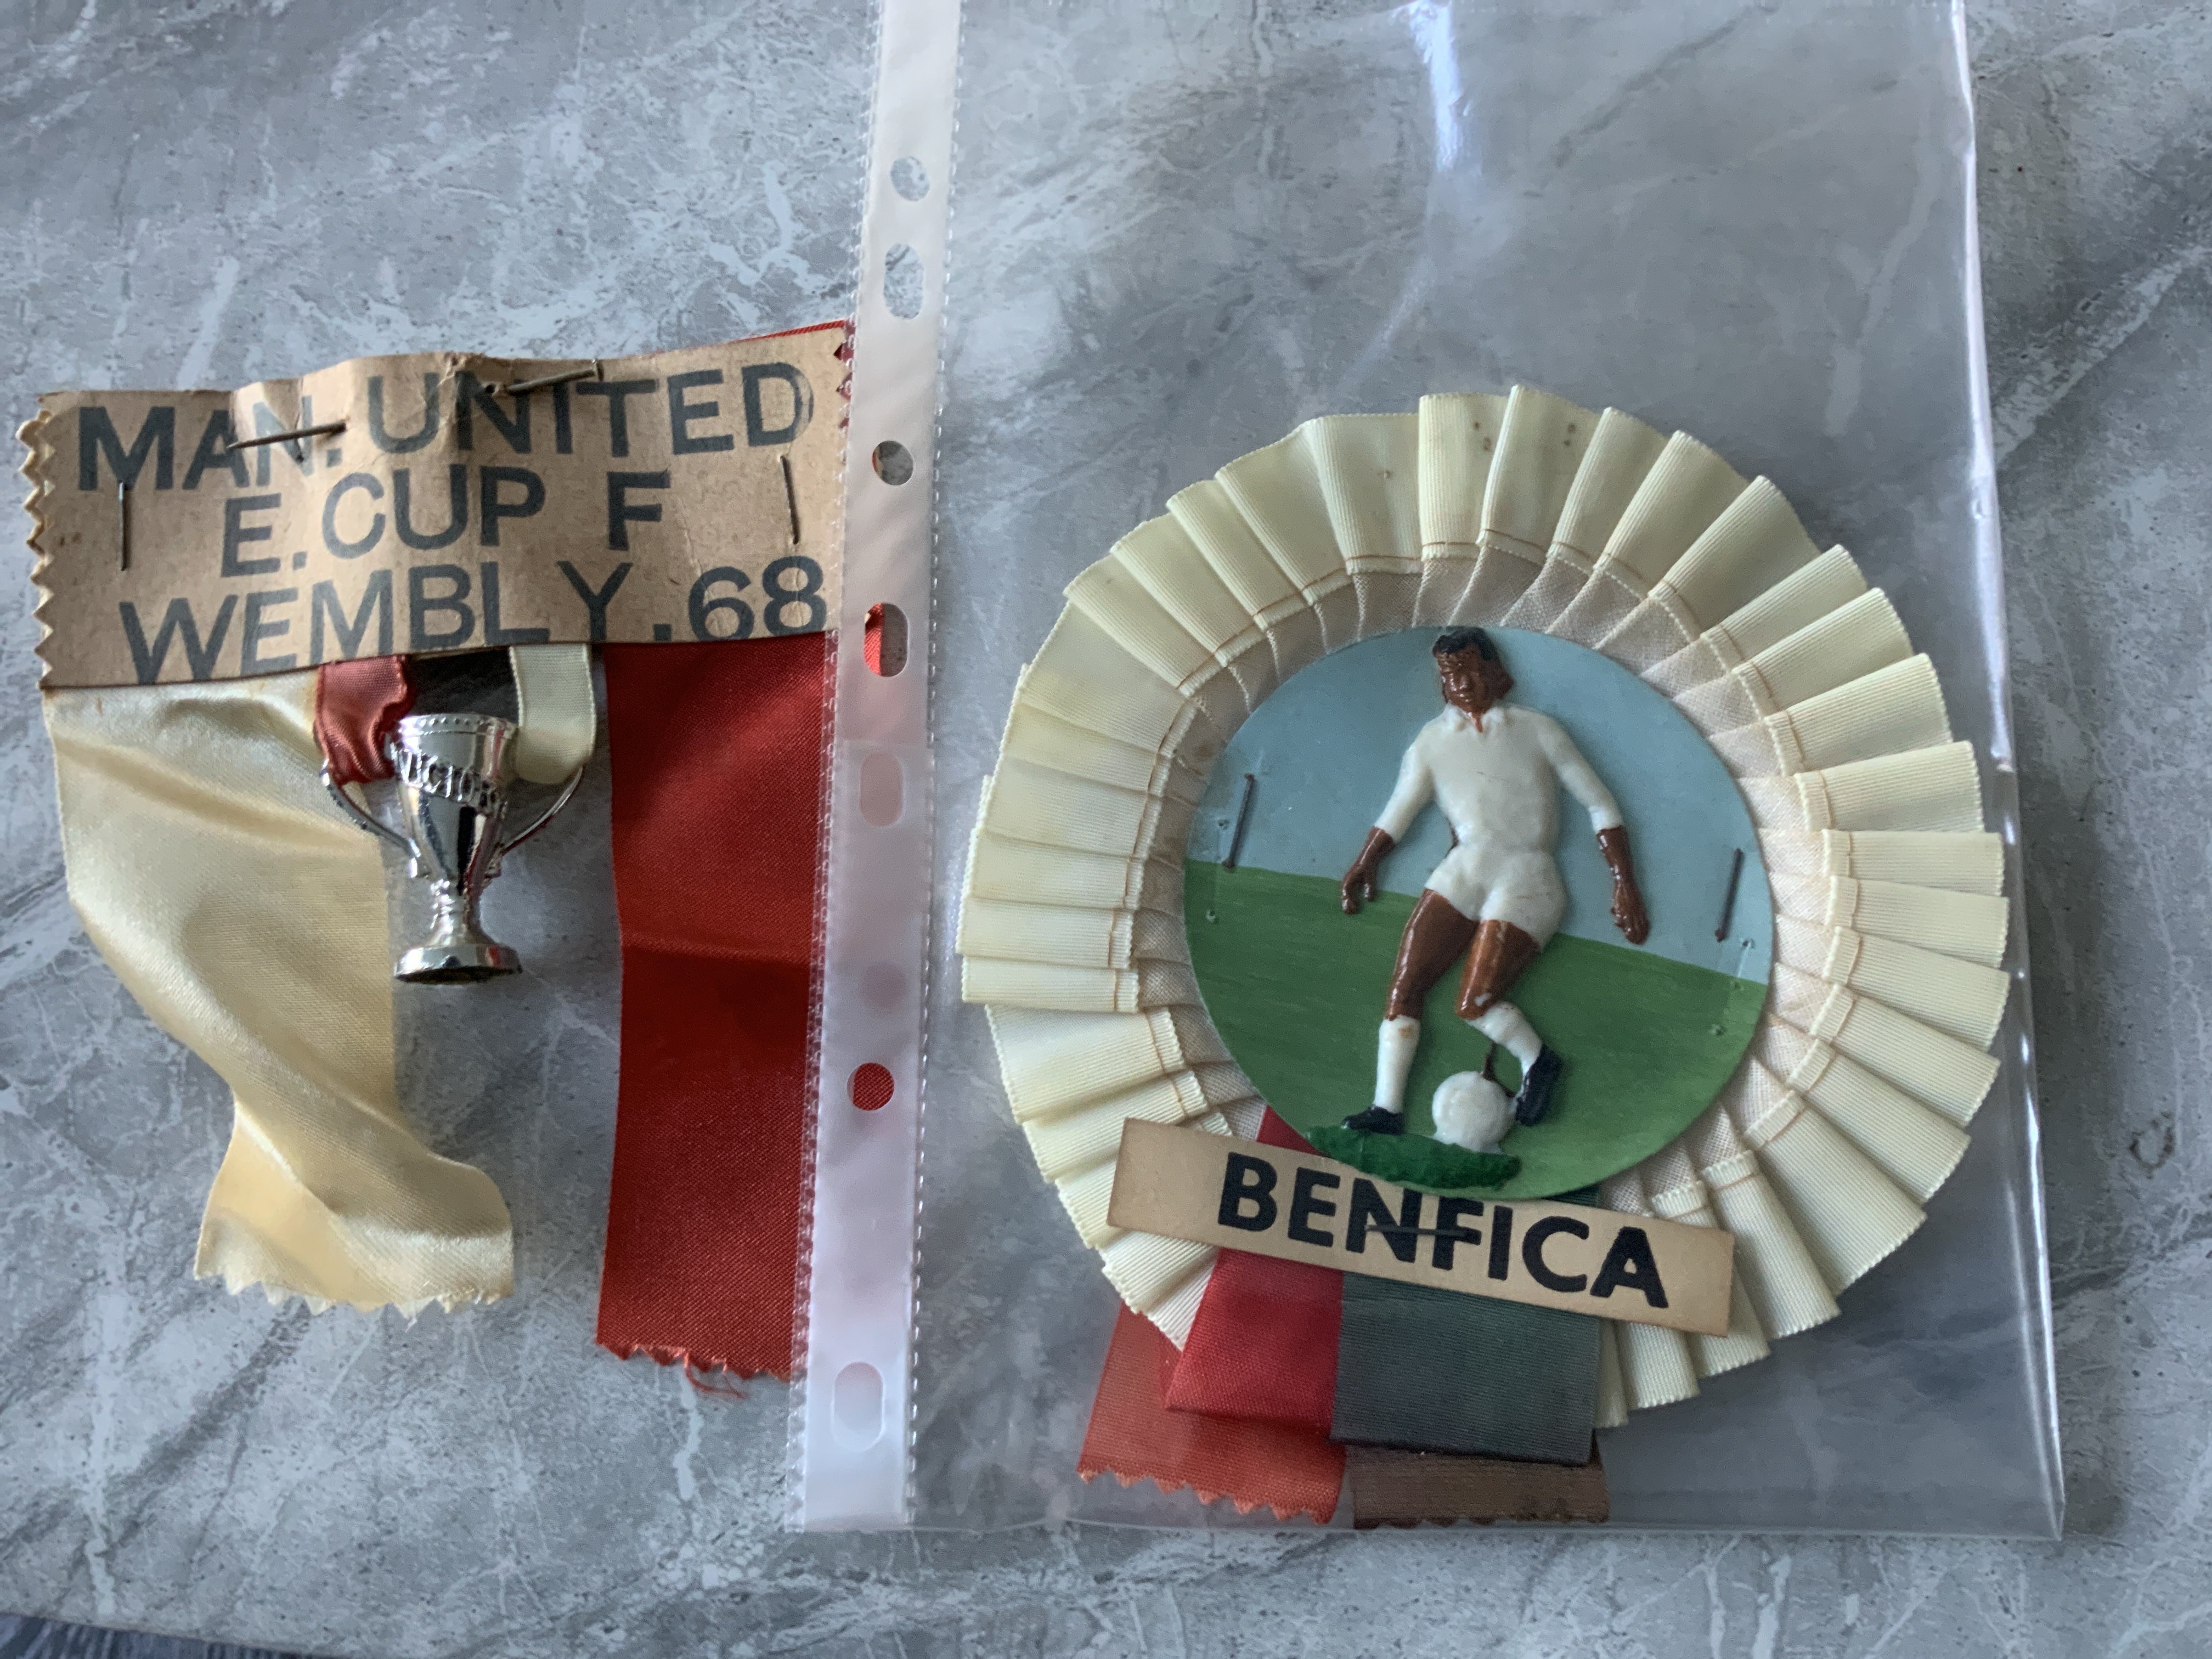 MAN. UNITED
E. CUP F
WEMBLY. 68
BENFICA